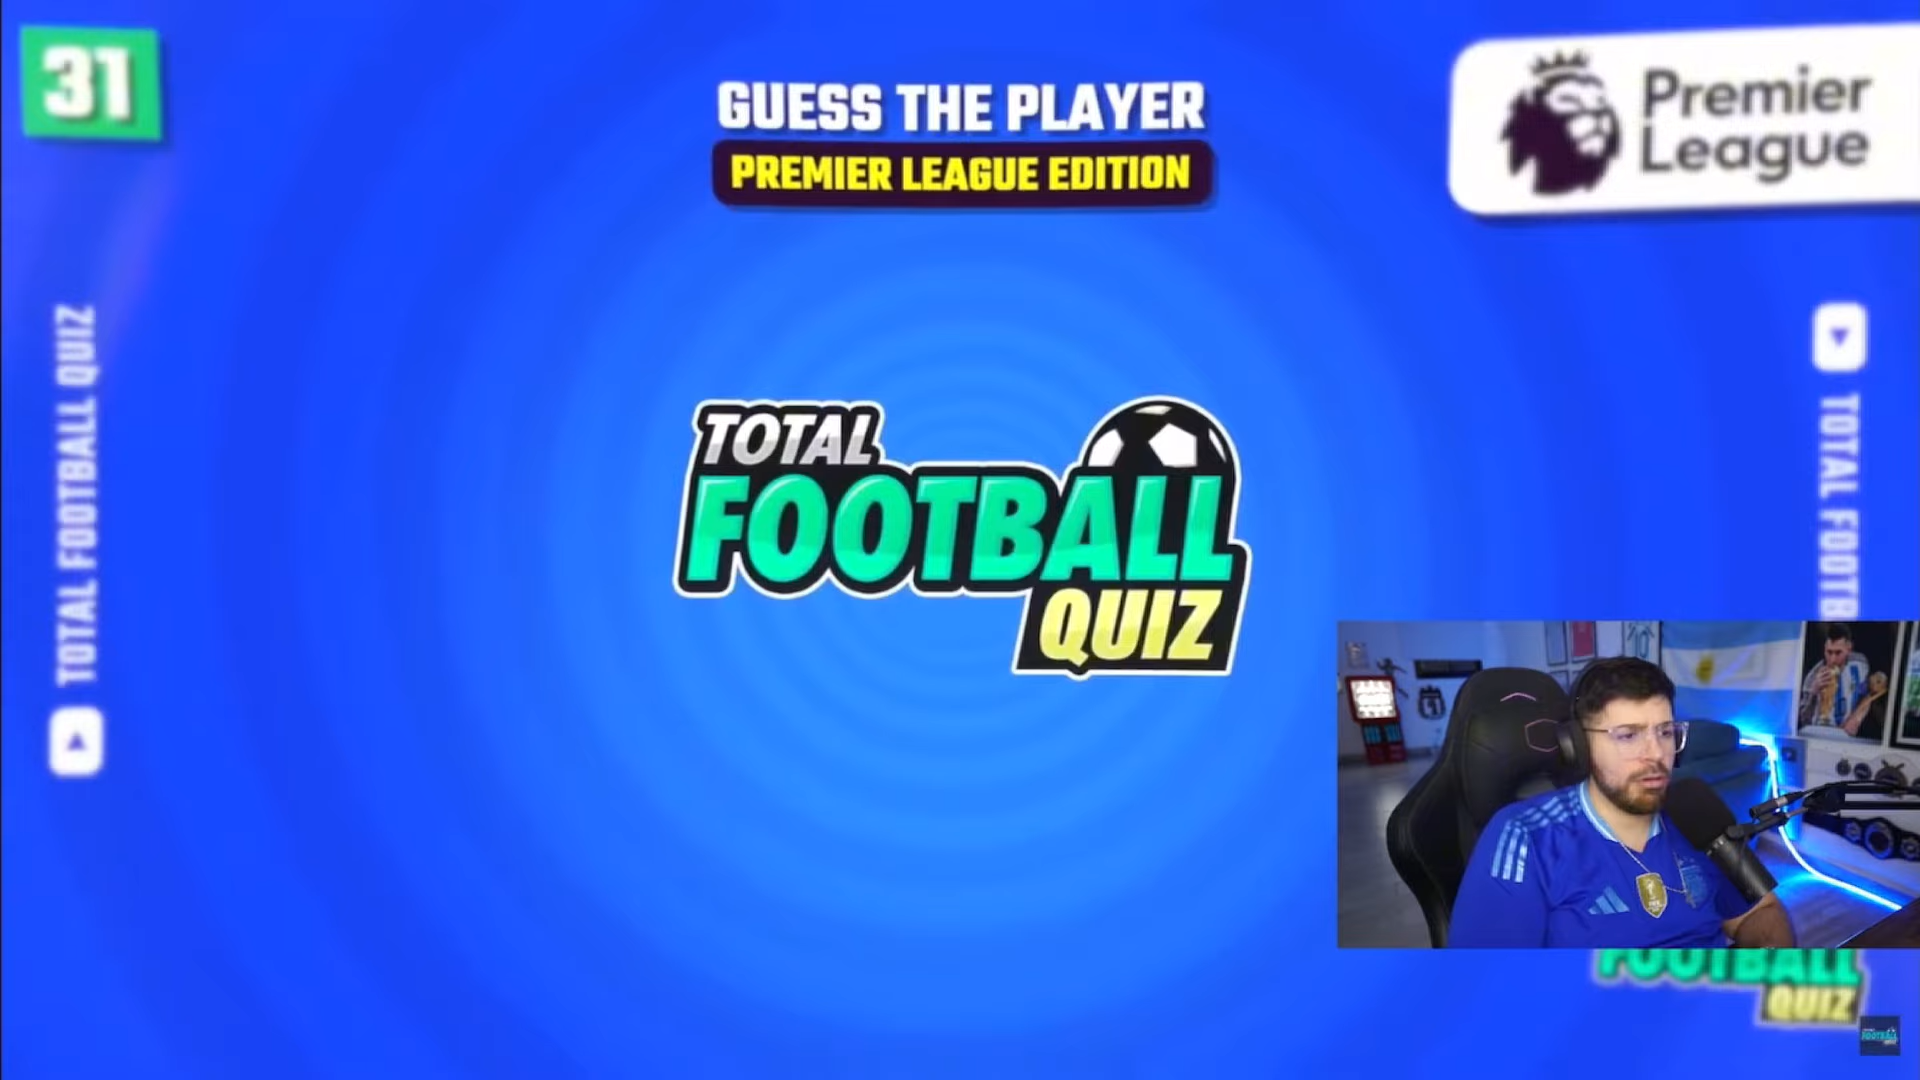 31
GUESS THE PLAYER
PREMIER LEAGUE EDITION
Premier
League
TOTAL FOOTBALL QUIZ
TOTAL
FOOTBALL
QUIZ
TOTAL FOOTB
FOOTBALL
QUIZ
FOOTBALL